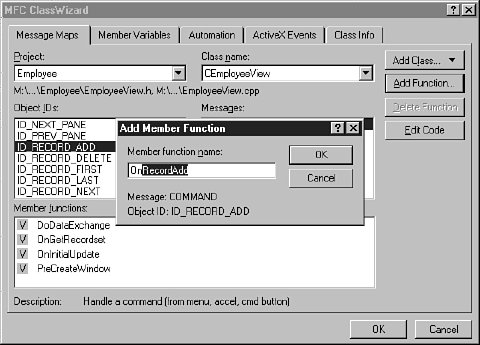 MFC ClassWizard
Message Maps
Member Variables
Automation
ActiveX Events
Class Info
Project:
Class name:
Employee
CEmployeeView
Add Class...
Add Function...
M:\...\Employee\EmployeeView.h, M:\...\EmployeeView.cpp
Delete Function
Object IDs:
Messages:
Edit Code
ID_NEXT_PANE
ID_PREV_PANE
ID_RECORD_ADD
ID_RECORD_DELETE
ID_RECORD_FIRST
ID_RECORD_LAST
ID_RECORD_NEXT
Add Member Function
Member function name:
OnRecordAdd
OK
Cancel
Message: COMMAND
Object ID: ID_RECORD_ADD
Member functions:
V DoDataExchange
V OnGetRecordset
V OnInitialUpdate
V PreCreateWindow
Description: Handle a command (from menu, accel, cmd button)
OK
Cancel